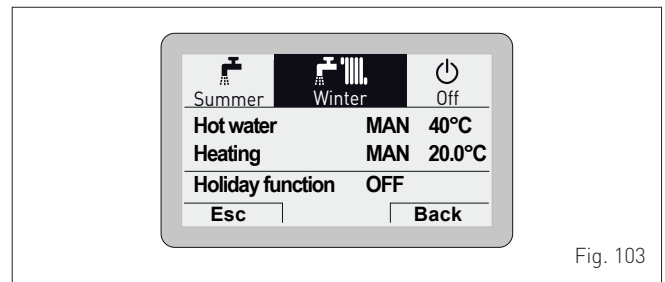 Summer Winter Off
Hot water MAN 40°C
Heating MAN 20.0°C
Holiday function OFF
Esc Back
Fig. 103